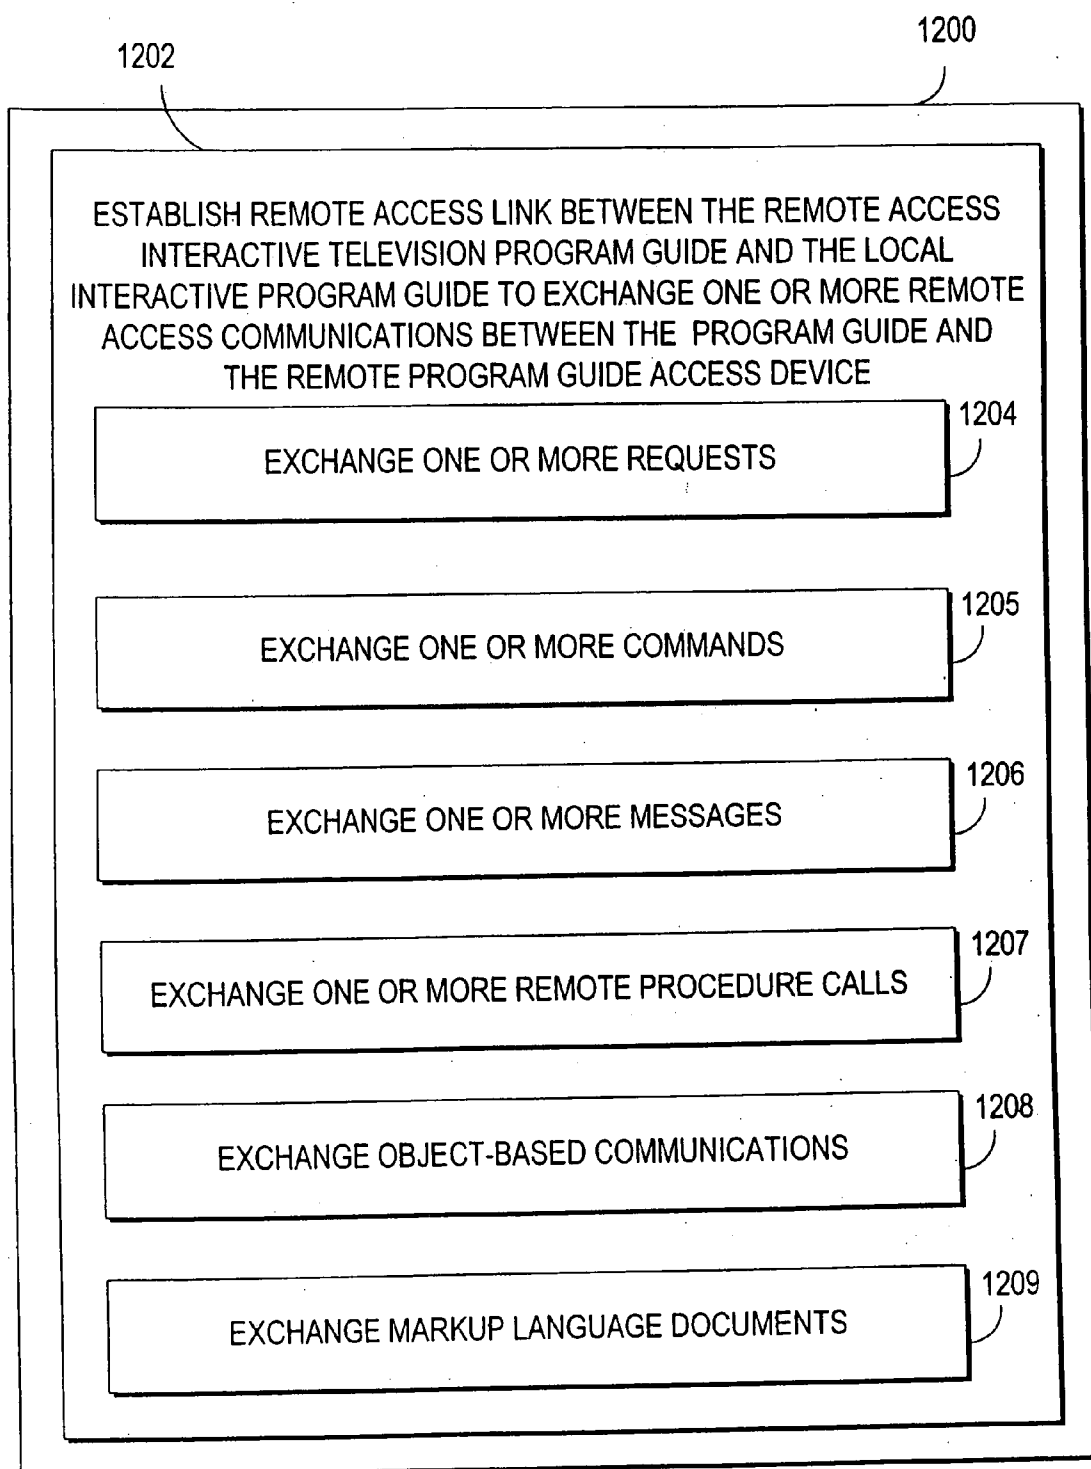 1200
1202
ESTABLISH REMOTE ACCESS LINK BETWEEN THE REMOTE ACCESS
INTERACTIVE TELEVISION PROGRAM GUIDE AND THE LOCAL
INTERACTIVE PROGRAM GUIDE TO EXCHANGE ONE OR MORE REMOTE
ACCESS COMMUNICATIONS BETWEEN THE PROGRAM GUIDE AND
THE REMOTE PROGRAM GUIDE ACCESS DEVICE
1204
EXCHANGE ONE OR MORE REQUESTS
1205
EXCHANGE ONE OR MORE COMMANDS
1206
EXCHANGE ONE OR MORE MESSAGES
1207
EXCHANGE ONE OR MORE REMOTE PROCEDURE CALLS
1208
EXCHANGE OBJECT-BASED COMMUNICATIONS
1209
EXCHANGE MARKUP LANGUAGE DOCUMENTS